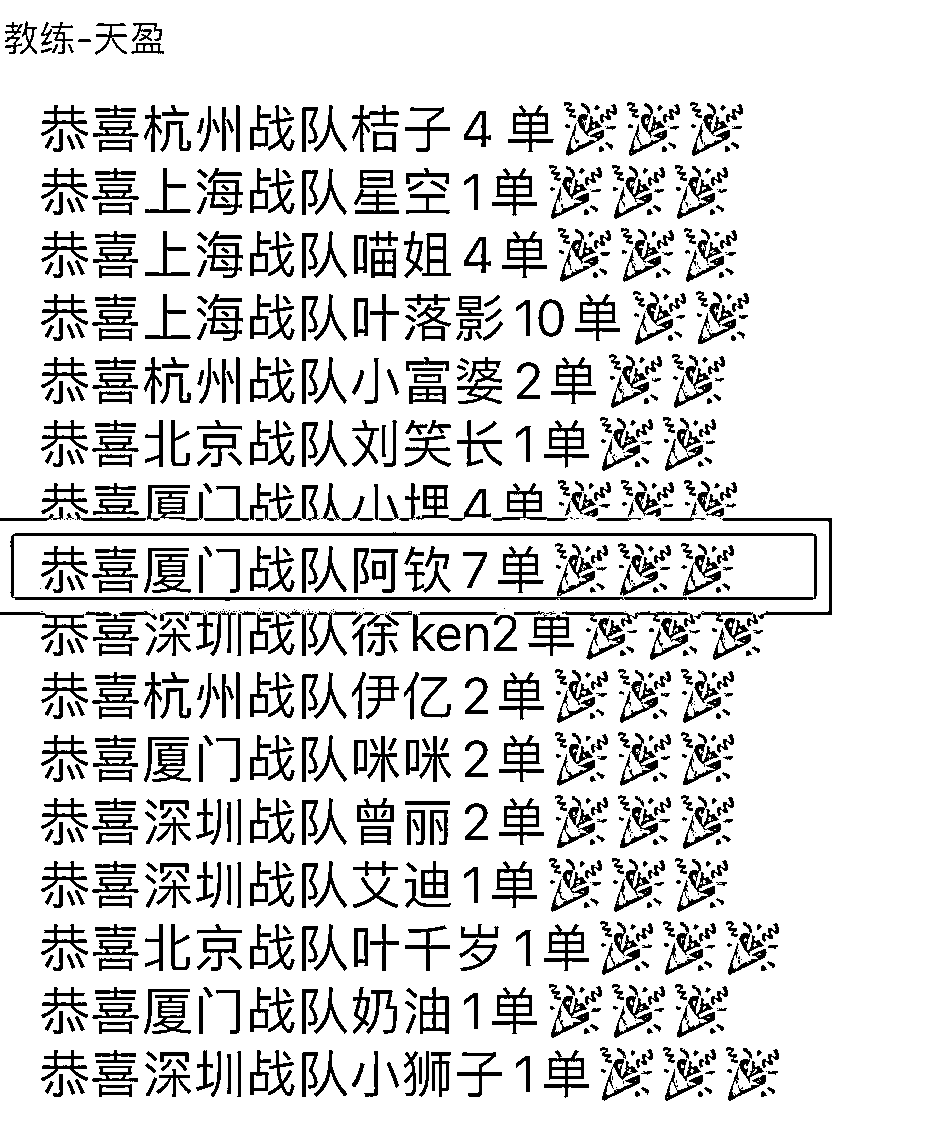 教练-天盈
恭喜杭州战队桔子 4 单🎉🎉🎉
恭喜上海战队星空 1单🎉🎉🎉
恭喜上海战队喵姐 4 单🎉🎉🎉
恭喜上海战队叶落影 10 单🎉🎉
恭喜杭州战队小富婆 2 单🎉🎉
恭喜北京战队刘笑长 1单🎉🎉
恭喜厦门战队小埋 4 单🎉🎉🎉
恭喜厦门战队阿钦 7 单🎉🎉🎉
恭喜深圳战队徐 ken2 单🎉🎉🎉
恭喜杭州战队伊亿 2 单🎉🎉🎉
恭喜厦门战队咪咪 2 单🎉🎉🎉
恭喜深圳战队曾丽 2 单🎉🎉🎉
恭喜深圳战队艾迪 1单🎉🎉🎉
恭喜北京战队叶千岁 1单🎉🎉🎉
恭喜厦门战队奶油 1单🎉🎉🎉
恭喜深圳战队小狮子 1单🎉🎉🎉